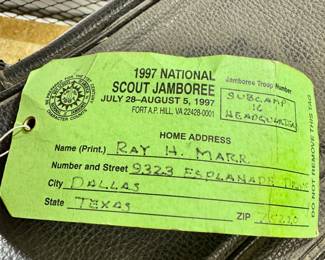 1997 NATIONAL
SCOUT JAMBOREE
JULY 28–AUGUST 5, 1997
FORT A.P. HILL, VA 22428-0001
Jamboree Troop Number
SUBCAMP
16
HEADQUARTERS
HOME ADDRESS
Name (Print.) RAY H. MARR
Number and Street 9323 ESPLANADE
City DALLAS
State TEXAS
ZIP
DO NOT REMOVE THIS TAG